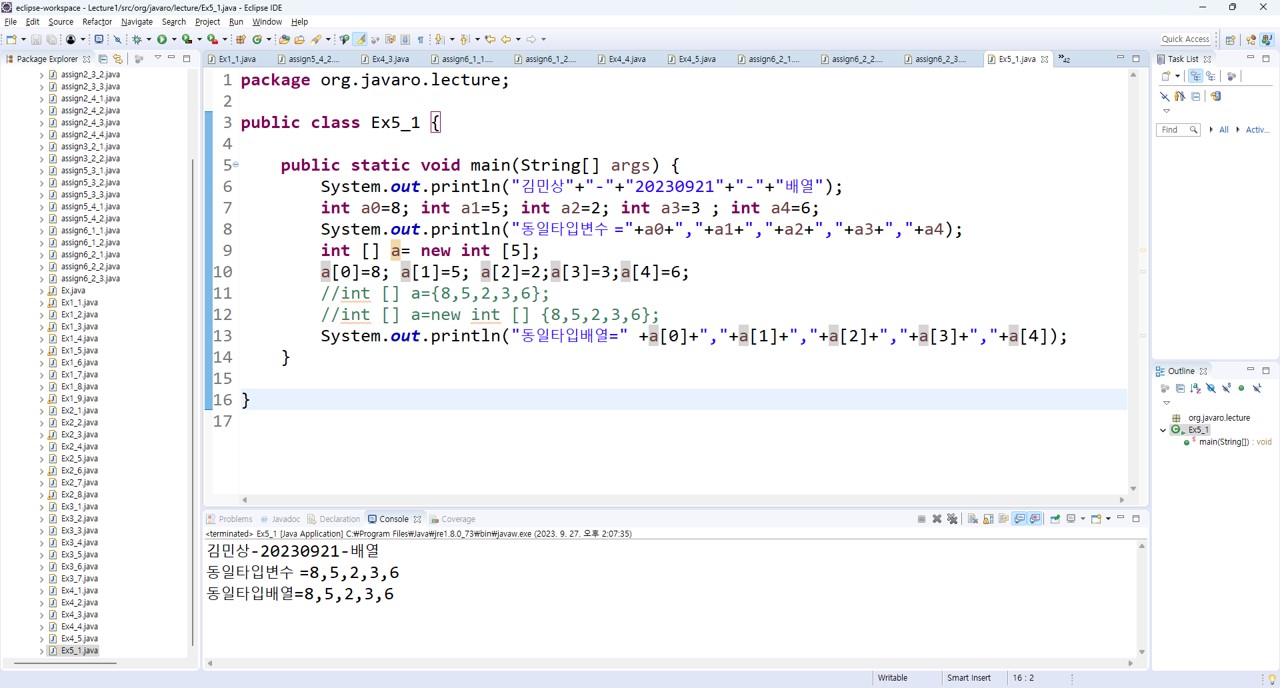 eclipse-workspace - Lecture1/src/org/javaro/lecture/Ex5_1.java - Eclipse IDE
File Edit Source Refactor Navigate Search Project Run Window Help
Quick Access
Package Explorer
assign2_3_2.java
assign2_3_3.java
assign2_4_1.java
assign2_4_2.java
assign2_4_3.java
assign2_4_4.java
assign3_2_1.java
assign3_2_2.java
assign5_3_1.java
assign5_3_2.java
assign5_3_3.java
assign5_4_1.java
assign5_4_2.java
assign6_1_1.java
assign6_1_2.java
assign6_2_1.java
assign6_2_2.java
assign6_2_3.java
Ex.java
Ex1_1.java
Ex1_2.java
Ex1_3.java
Ex1_4.java
Ex1_5.java
Ex1_6.java
Ex1_7.java
Ex1_8.java
Ex1_9.java
Ex2_1.java
Ex2_2.java
Ex2_3.java
Ex2_4.java
Ex2_5.java
Ex2_6.java
Ex2_7.java
Ex2_8.java
Ex3_1.java
Ex3_2.java
Ex3_3.java
Ex3_4.java
Ex3_5.java
Ex3_6.java
Ex3_7.java
Ex4_1.java
Ex4_2.java
Ex4_3.java
Ex4_4.java
Ex4_5.java
Ex5_1.java
Ex1_1.java assign5_4_2.... Ex4_3.java assign6_1_1.... assign6_1_2.... Ex4_4.java Ex4_5.java assign6_2_1.... assign6_2_2.... assign6_2_3.... Ex5_1.java »42
1 package org.javaro.lecture;
2
3 public class Ex5_1 {
4
5 public static void main(String[] args) {
6 System.out.println("김민상"+"-"+"20230921"+"-"+"배열");
7 int a0=8; int a1=5; int a2=2; int a3=3 ; int a4=6;
8 System.out.println("동일타입변수 ="+a0+","+a1+","+a2+","+a3+","+a4);
9 int [] a= new int [5];
10 a[0]=8; a[1]=5; a[2]=2;a[3]=3;a[4]=6;
11 //int [] a={8,5,2,3,6};
12 //int [] a=new int [] {8,5,2,3,6};
13 System.out.println("동일타입배열=" +a[0]+","+a[1]+","+a[2]+","+a[3]+","+a[4]);
14 }
15
16 }
17
Task List
Find All Activ...
Outline
org.javaro.lecture
Ex5_1
main(String[]) : void
Problems Javadoc Declaration Console Coverage
<terminated> Ex5_1 [Java Application] C:₩Program Files₩Java₩jre1.8.0_73₩bin₩javaw.exe (2023. 9. 27. 오후 2:07:35)
김민상-20230921-배열
동일타입변수 =8,5,2,3,6
동일타입배열=8,5,2,3,6
Writable Smart Insert 16 : 2